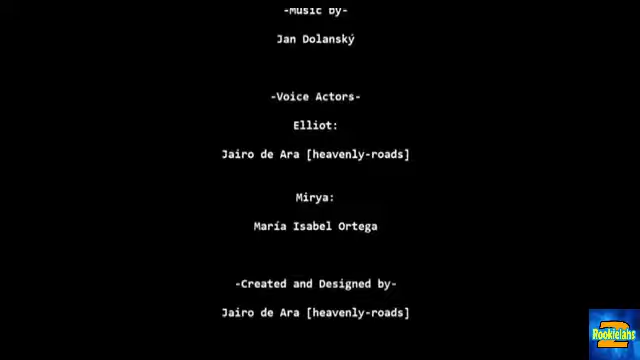 -Music by-
Jan Dolanský
-Voice Actors-
Elliot:
Jairo de Ara [heavenly-roads]
Mirya:
María Isabel Ortega
-Created and Designed by-
Jairo de Ara [heavenly-roads]
2